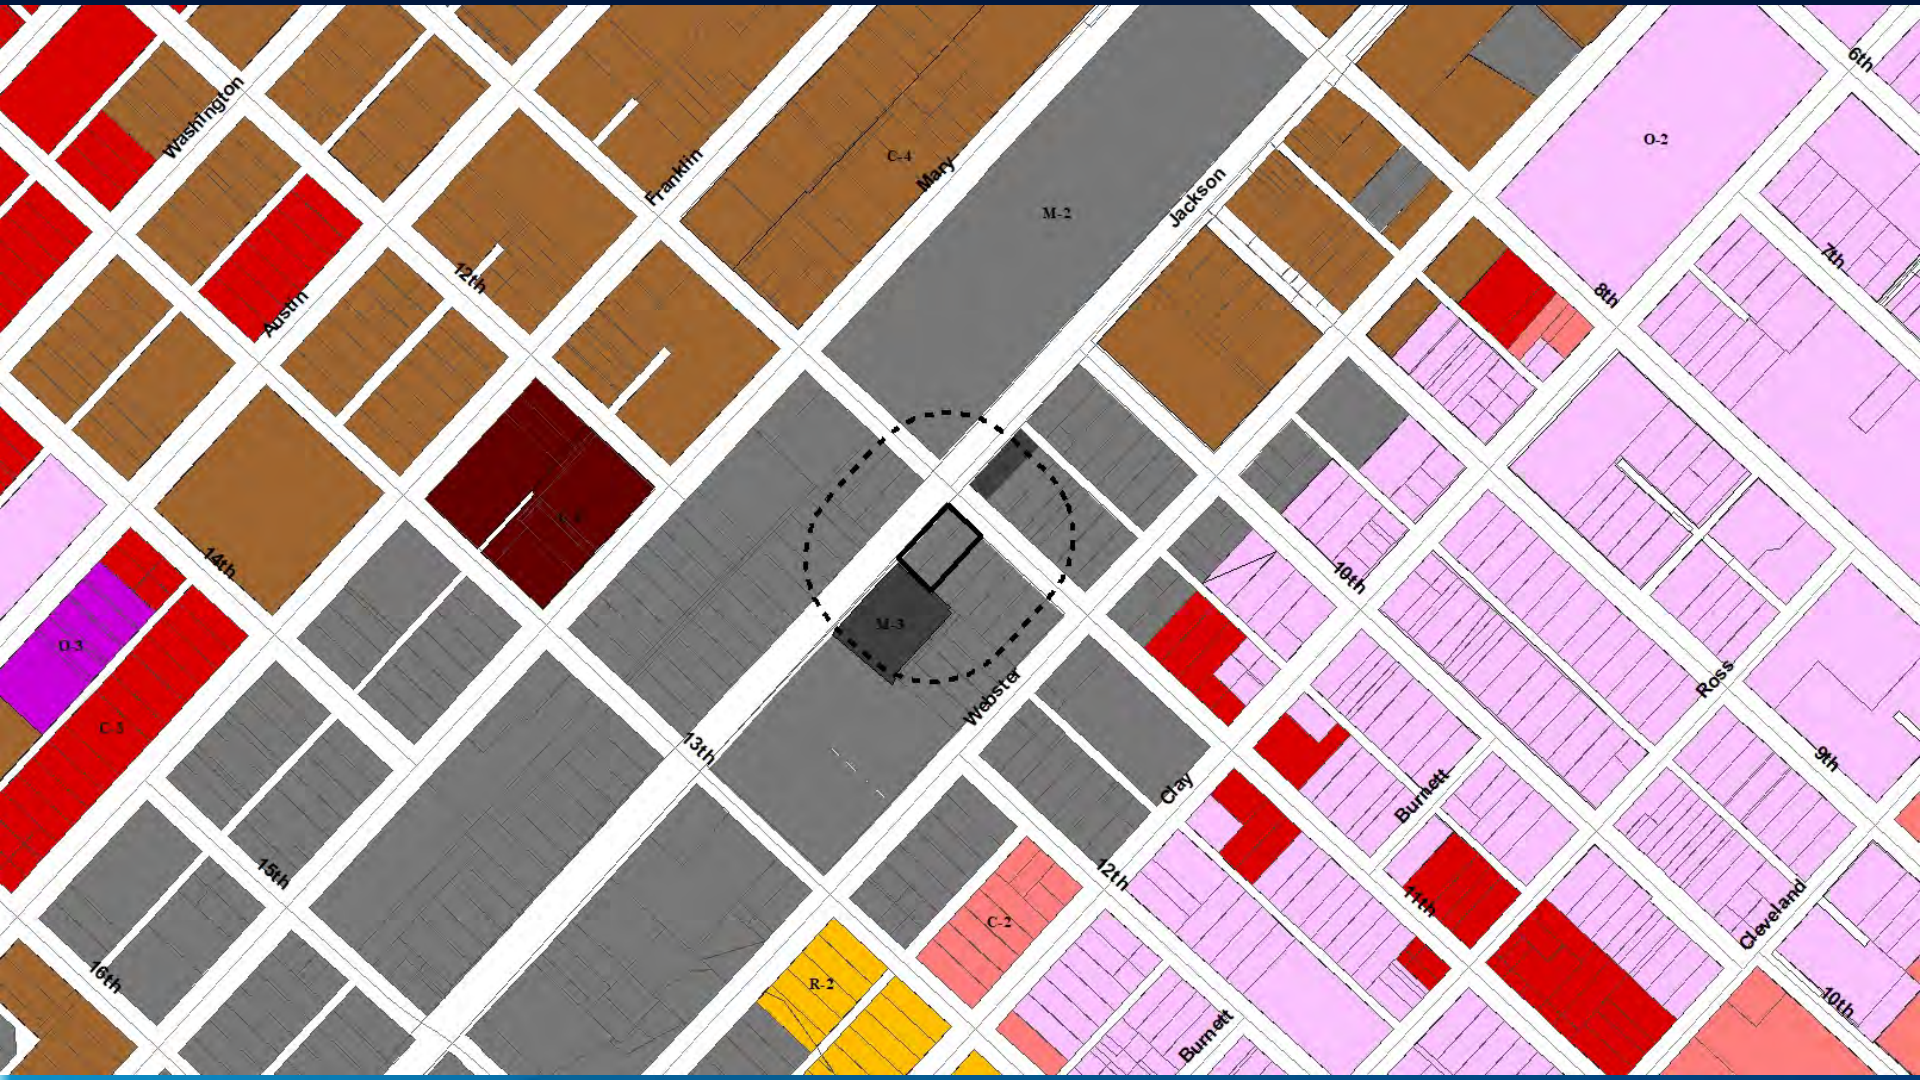 6th
Washington
O-2
C-4
Franklin
Mary
Jackson
M-2
7th
12th
8th
Austin
14th
10th
M-3
O-3
Webster
Ross
C-3
13th
9th
Clay
Burnett
15th
12th
11th
C-2
Cleveland
16th
R-2
10th
Burnett